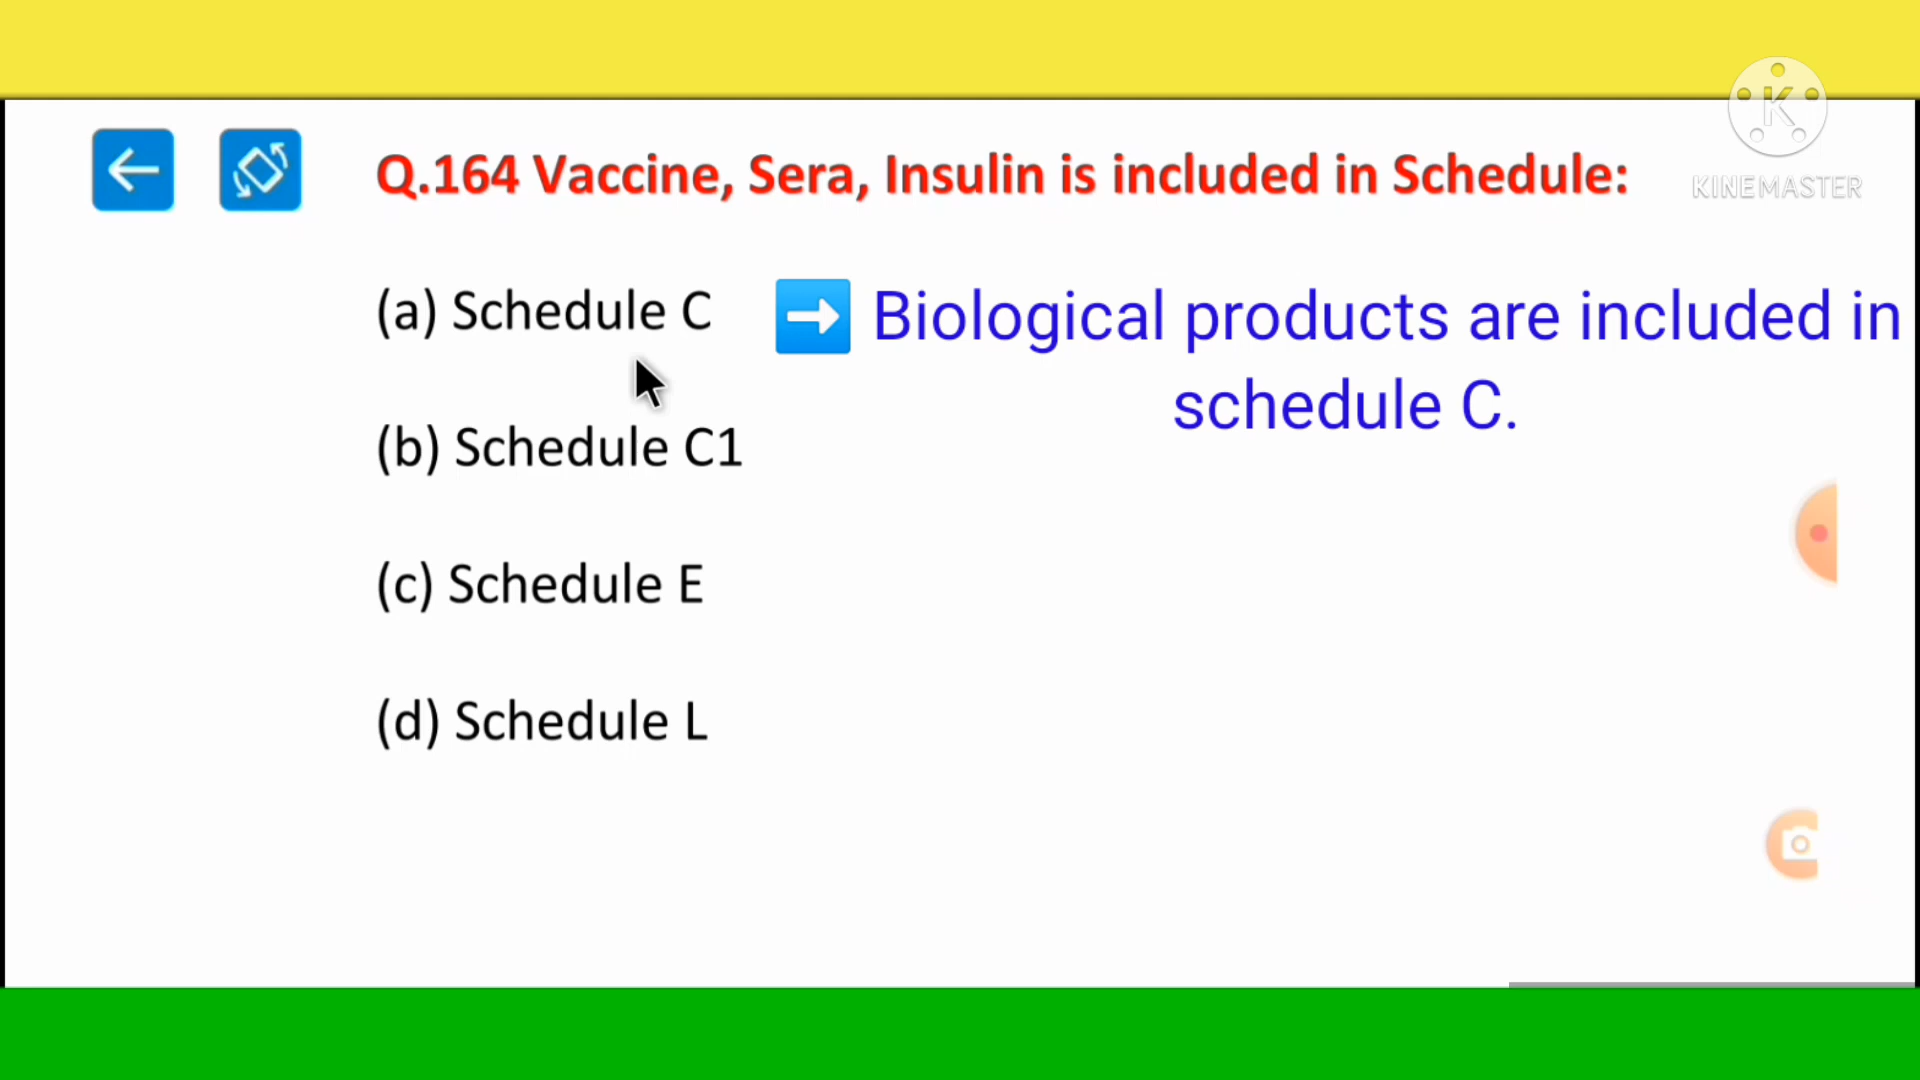 K
KINEMASTER
Q.164 Vaccine, Sera, Insulin is included in Schedule:
(a) Schedule C
➡ Biological products are included in
schedule C.
(b) Schedule C1
(c) Schedule E
(d) Schedule L